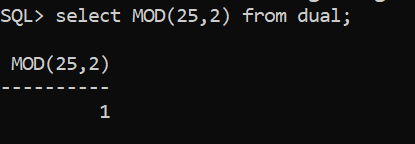 SQL> select MOD(25,2) from dual;
MOD(25,2)
----------
1